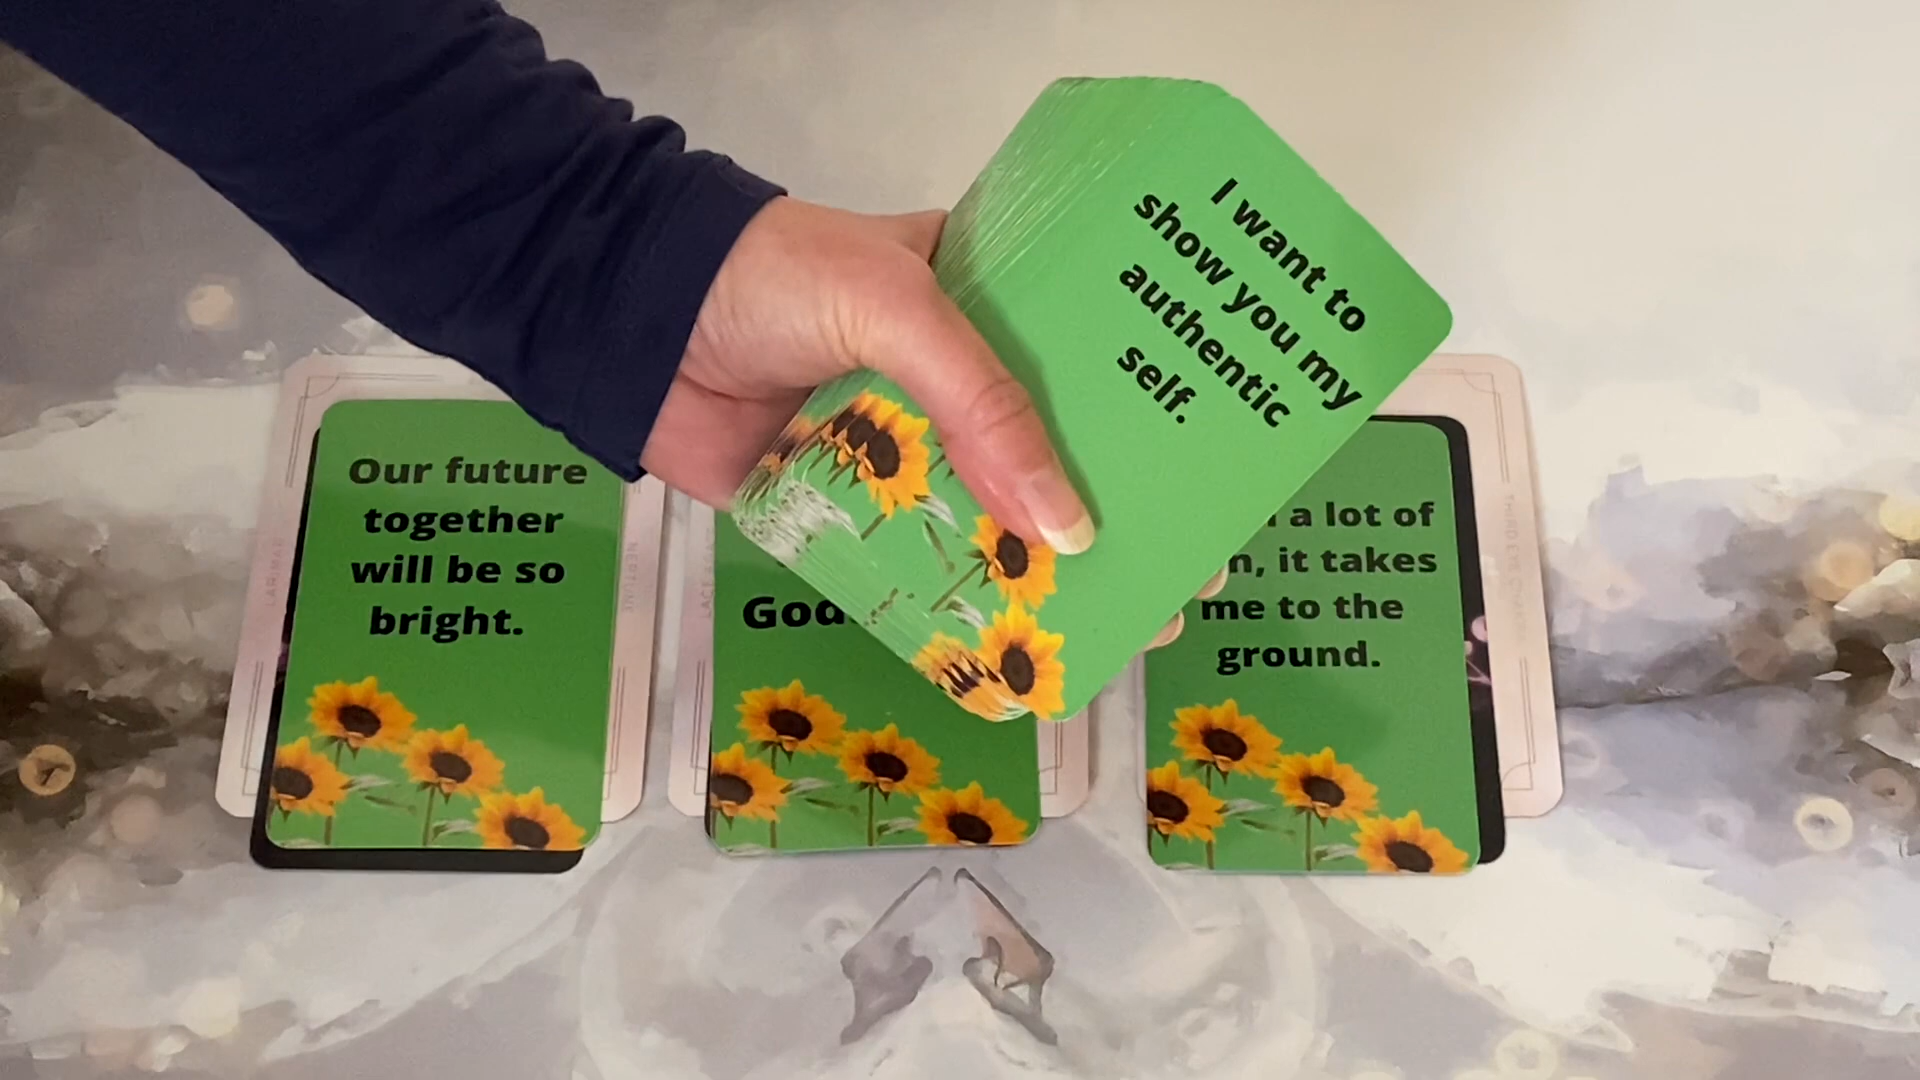 I want to
show you my
authentic
self.
Our future
together
will be so
bright.
God
a lot of
it takes
me to the
ground.
NEPTUNE